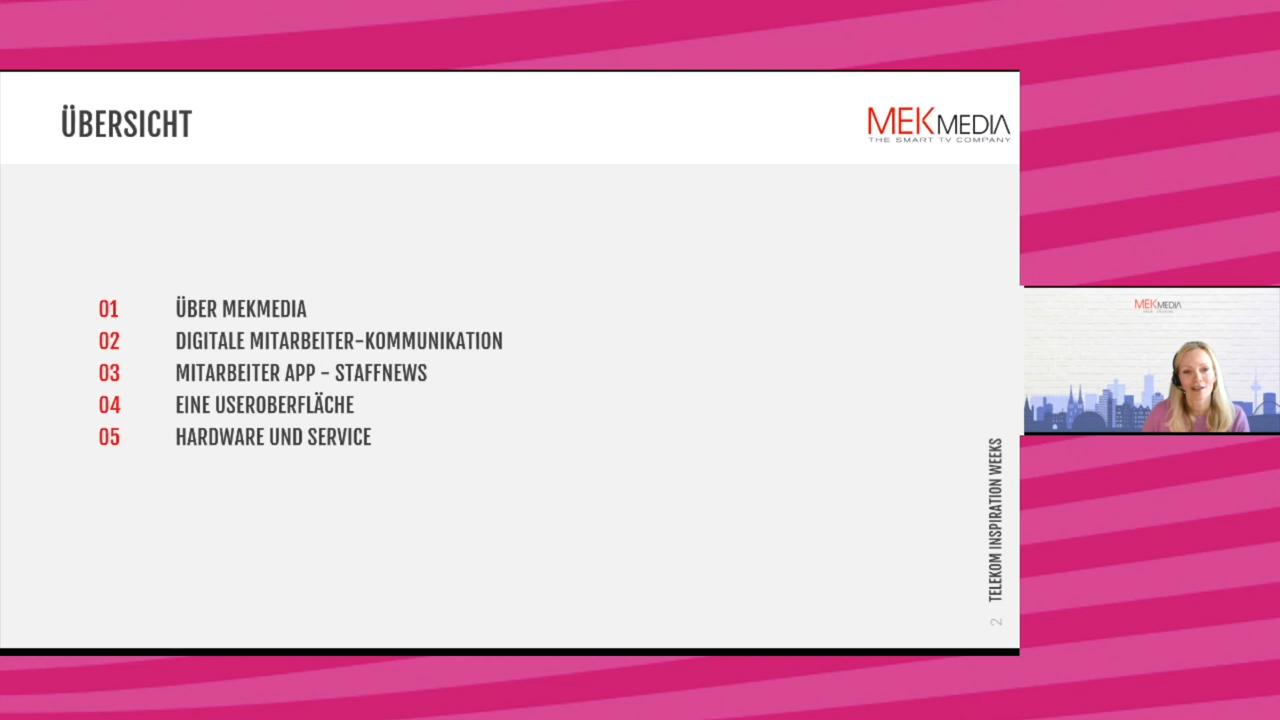 ÜBERSICHT
MEKMEDIA
THE SMART TV COMPANY
01 ÜBER MEKMEDIA
02 DIGITALE MITARBEITER-KOMMUNIKATION
03 MITARBEITER APP - STAFFNEWS
04 EINE USEROBERFLÄCHE
05 HARDWARE UND SERVICE
TELEKOM INSPIRATION WEEKS
2
MEKMEDIA